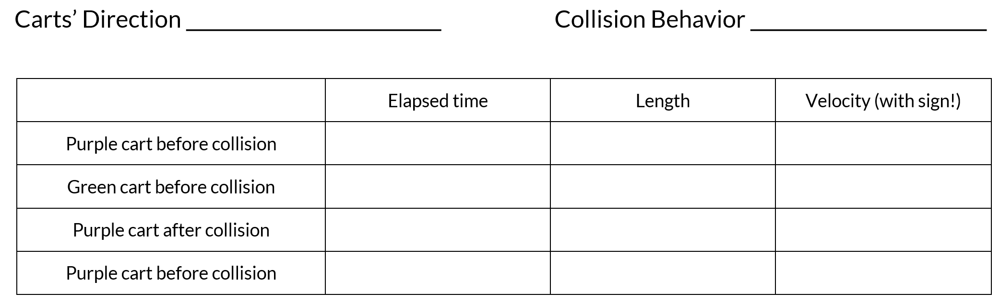 Carts’ Direction ____________________ Collision Behavior ____________________
Elapsed time Length Velocity (with sign!)
Purple cart before collision
Green cart before collision
Purple cart after collision
Purple cart before collision